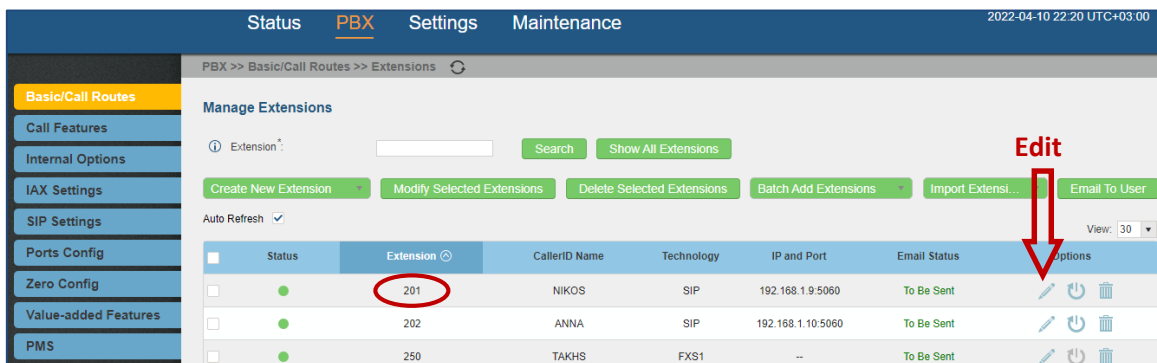 Status PBX Settings Maintenance 2022-04-10 22:20 UTC+03:00
PBX >> Basic/Call Routes >> Extensions
Basic/Call Routes
Call Features
Internal Options
IAX Settings
SIP Settings
Ports Config
Zero Config
Value-added Features
PMS
Manage Extensions
Extension*: Search Show All Extensions
Edit
Create New Extension Modify Selected Extensions Delete Selected Extensions Batch Add Extensions Import Extensi... Email To User
Auto Refresh
View: 30
Status Extension CallerID Name Technology IP and Port Email Status Options
201 NIKOS SIP 192.168.1.9:5060 To Be Sent
202 ANNA SIP 192.168.1.10:5060 To Be Sent
250 TAKHS FXS1 -- To Be Sent